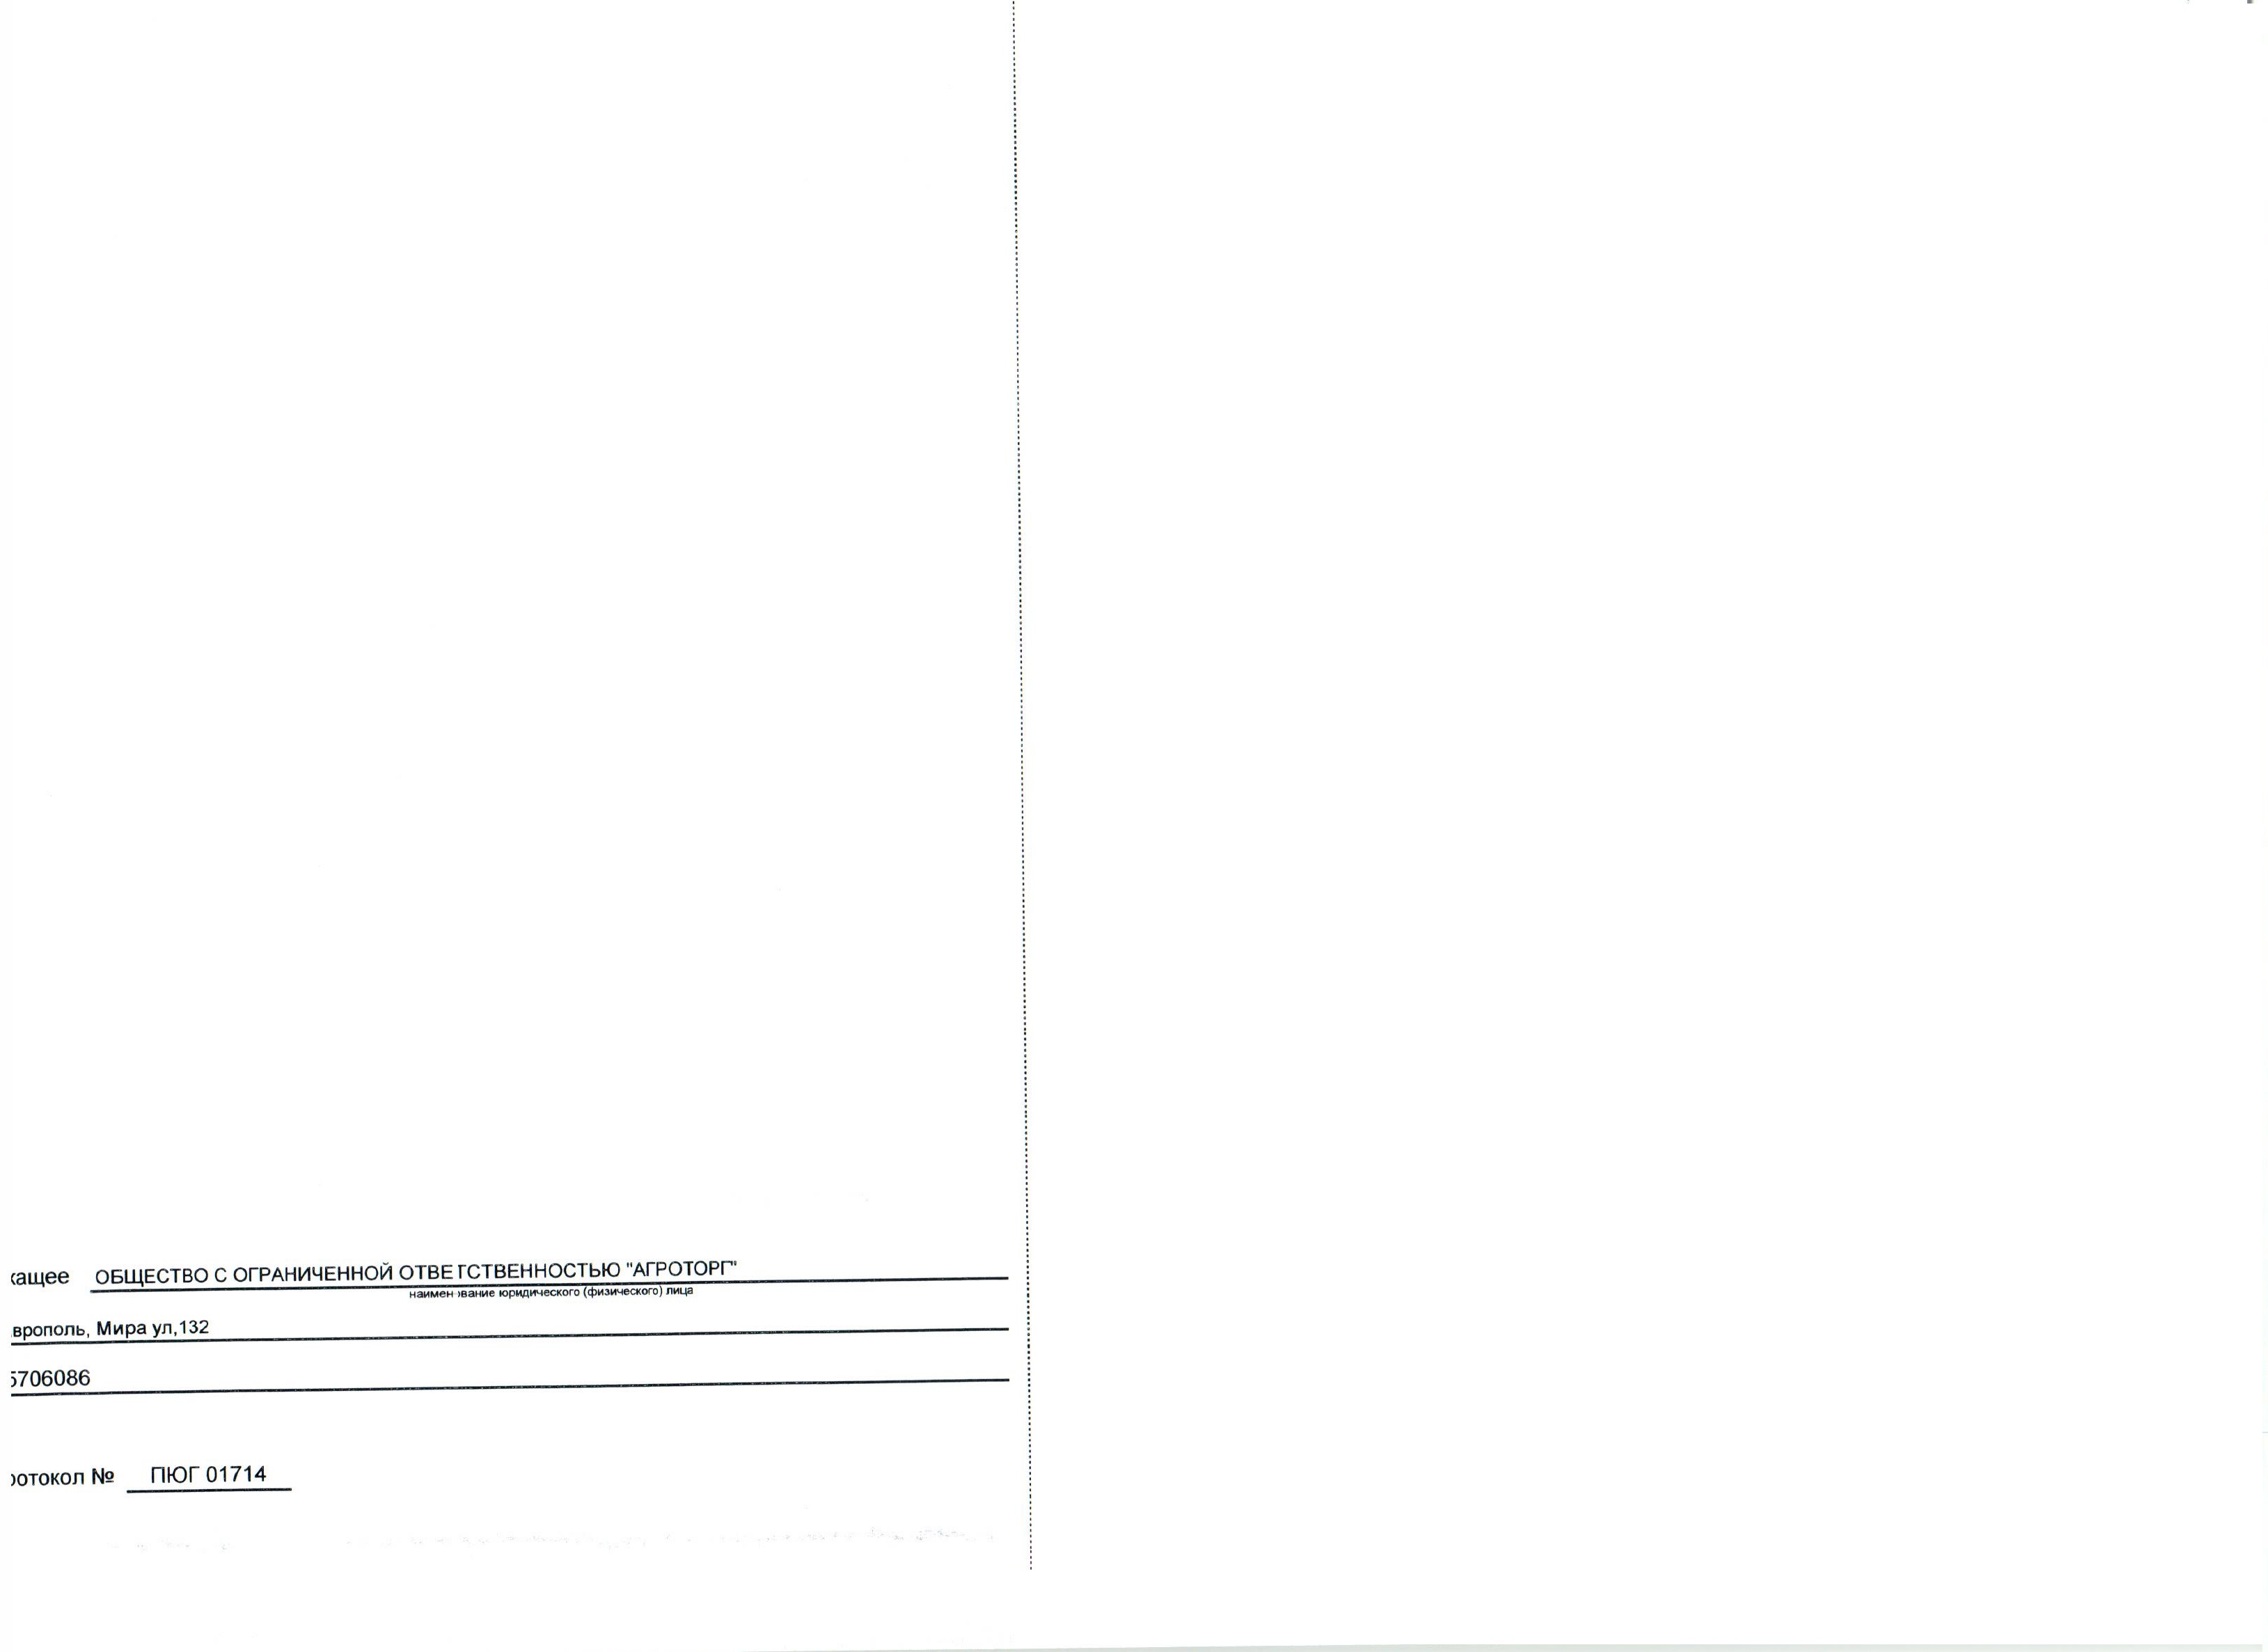 кащее ОБЩЕСТВО С ОГРАНИЧЕННОЙ ОТВЕТСТВЕННОСТЬЮ "АГРОТОРГ"
наименование юридического (физического) лица
врополь, Мира ул,132
5706086
ротокол № ПЮГ 01714